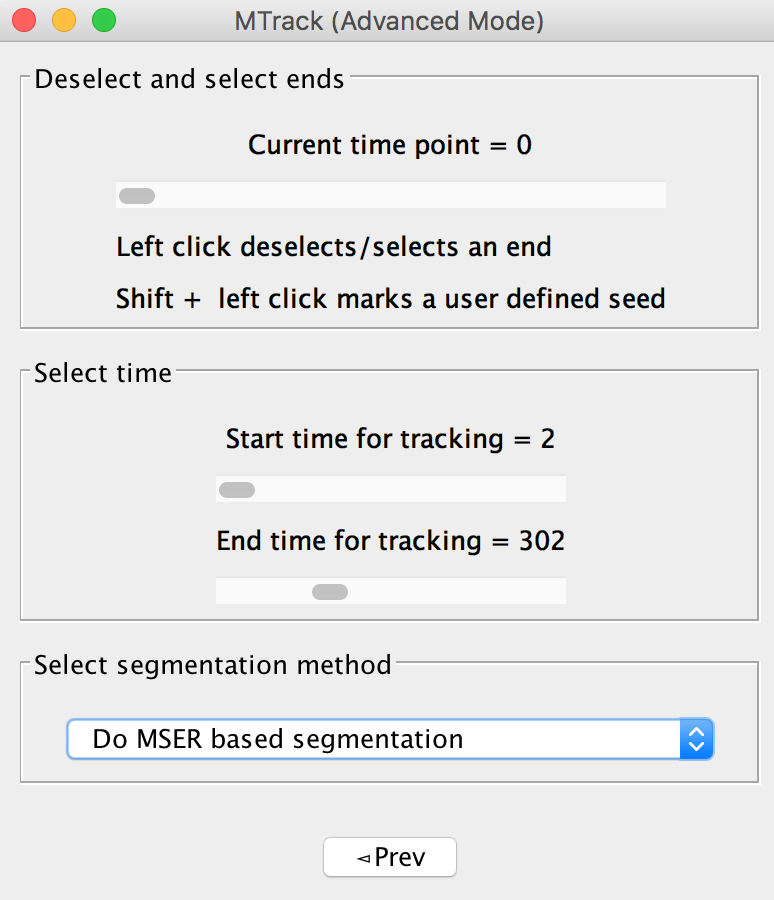 MTrack (Advanced Mode)
Deselect and select ends
Current time point = 0
Left click deselects/selects an end
Shift +  left click marks a user defined seed
Select time
Start time for tracking = 2
End time for tracking = 302
Select segmentation method
Do MSER based segmentation
◅Prev